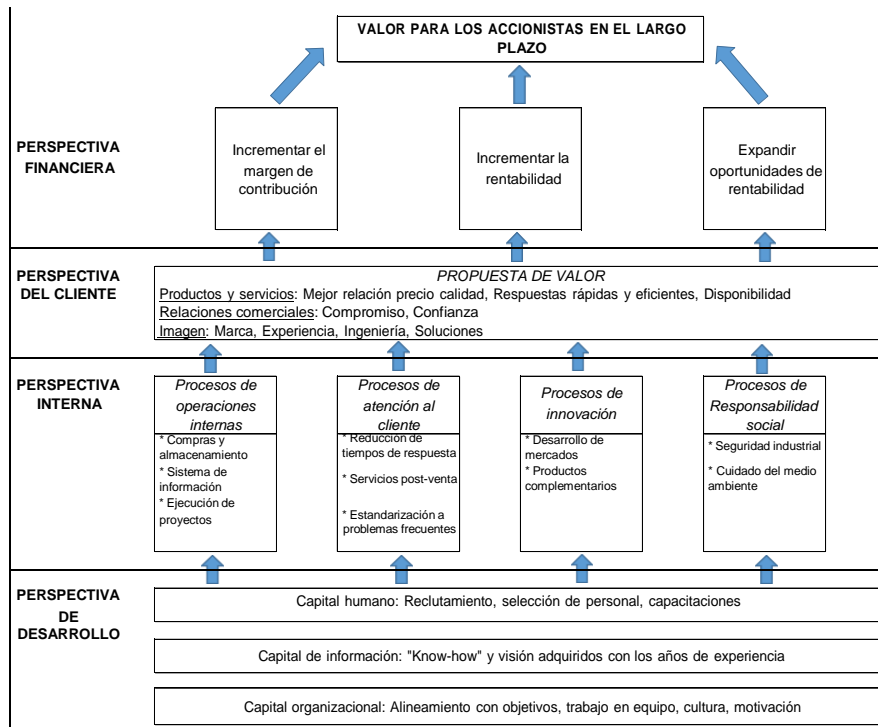 VALOR PARA LOS ACCIONISTAS EN EL LARGO
PLAZO
PERSPECTIVA
FINANCIERA
Incrementar el
margen de
contribución
Incrementar la
rentabilidad
Expandir
oportunidades de
rentabilidad
PERSPECTIVA
DEL CLIENTE
PROPUESTA DE VALOR
Productos y servicios: Mejor relación precio calidad, Respuestas rápidas y eficientes, Disponibilidad
Relaciones comerciales: Compromiso, Confianza
Imagen: Marca, Experiencia, Ingeniería, Soluciones
PERSPECTIVA
INTERNA
Procesos de
operaciones
internas
* Compras y
almacenamiento
* Sistema de
información
* Ejecución de
proyectos
Procesos de
atención al
cliente
* Reducción de
tiempos de respuesta
* Servicios post-venta
* Estandarización a
problemas frecuentes
Procesos de
innovación
* Desarrollo de
mercados
* Productos
complementarios
Procesos de
Responsabilidad
social
* Seguridad industrial
* Cuidado del medio
ambiente
PERSPECTIVA
DE
DESARROLLO
Capital humano: Reclutamiento, selección de personal, capacitaciones
Capital de información: "Know-how" y visión adquiridos con los años de experiencia
Capital organizacional: Alineamiento con objetivos, trabajo en equipo, cultura, motivación